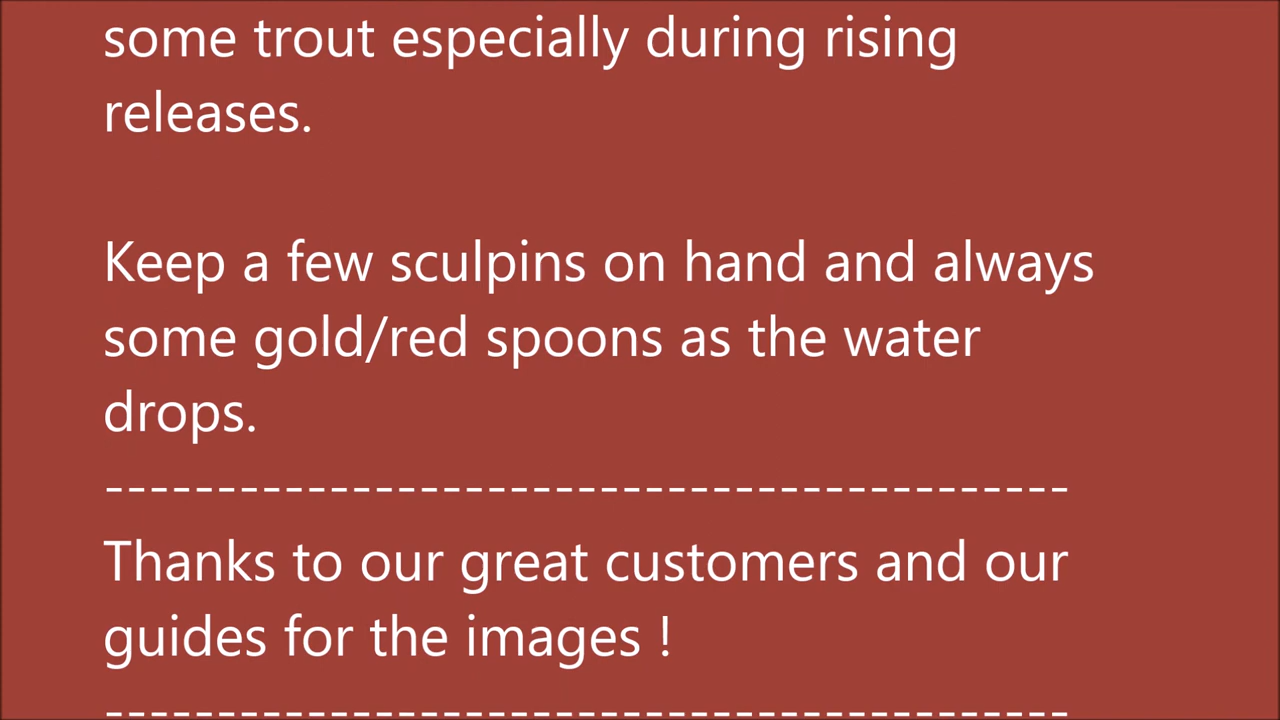 some trout especially during rising
releases.
Keep a few sculpins on hand and always
some gold/red spoons as the water
drops.
-------------------------------------------
Thanks to our great customers and our
guides for the images !
-------------------------------------------